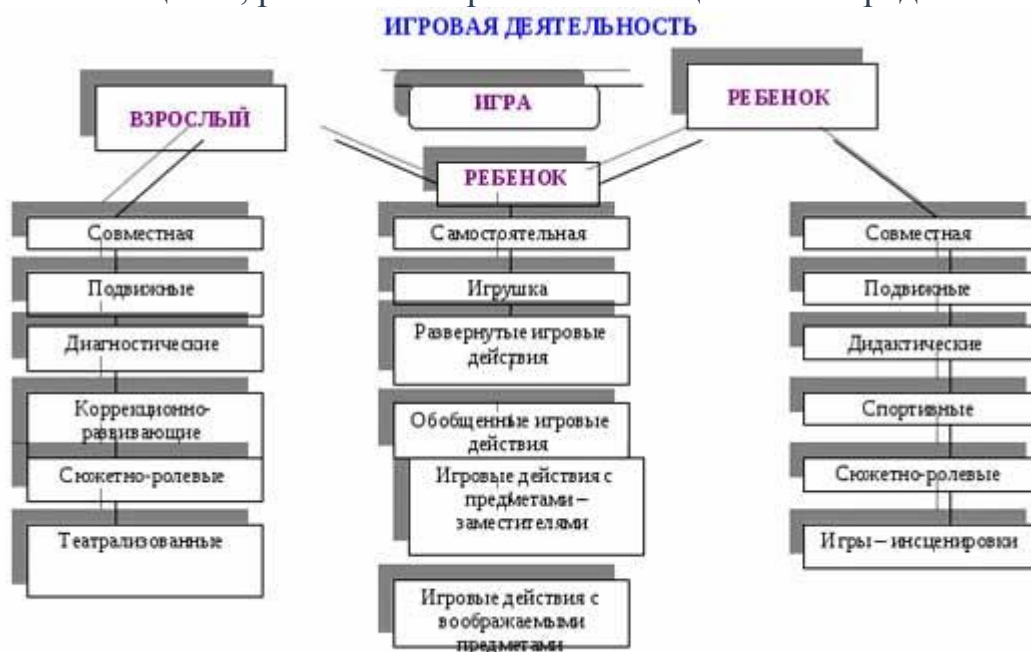 ИГРОВАЯ ДЕЯТЕЛЬНОСТЬ
ВЗРОСЛЫЙ
ИГРА
РЕБЕНОК
РЕБЕНОК
Совместная
Подвижные
Диагностические
Коррекционно-
развивающие
Сюжетно-ролевые
Театрализованные
Самостоятельная
Игрушка
Развернутые игровые
действия
Обобщенные игровые
действия
Игровые действия с
предметами –
заместителями
Игровые действия с
воображаемыми
предметами
Совместная
Подвижные
Дидактические
Спортивные
Сюжетно-ролевые
Игры – инсценировки